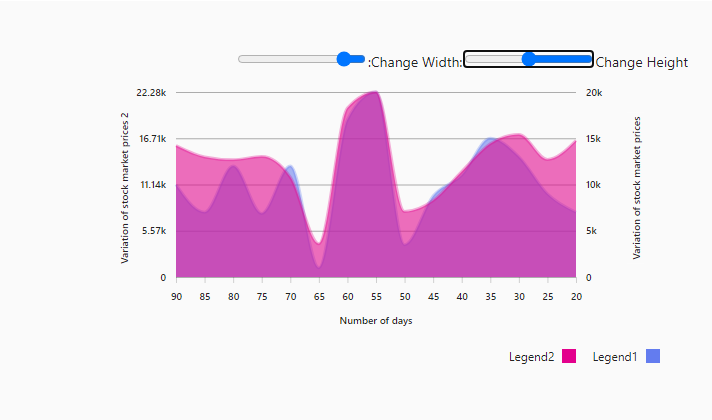 :Change Width: Change Height
22.28k 20k
16.71k 15k
11.14k 10k
5.57k 5k
0 0
Variation of stock market prices 2
Variation of stock market prices
90 85 80 75 70 65 60 55 50 45 40 35 30 25 20
Number of days
Legend2 Legend1